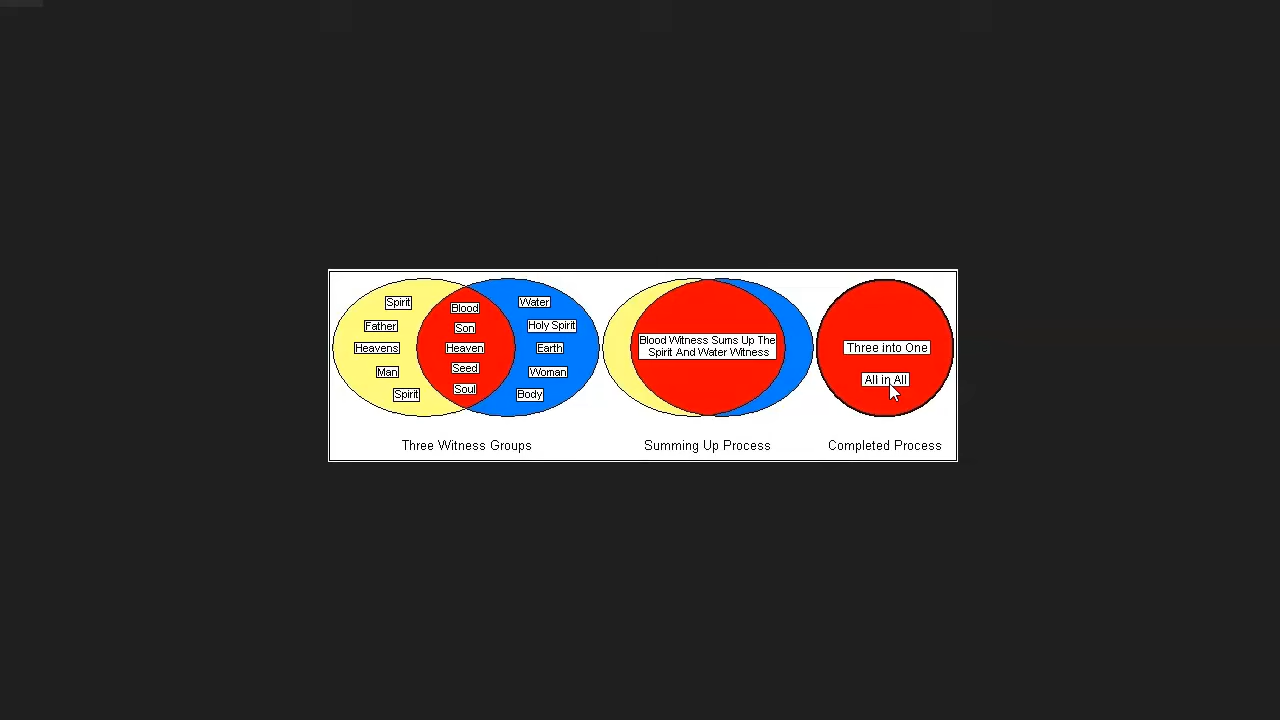 Spirit
Father
Heavens
Man
Spirit
Blood
Son
Heaven
Seed
Soul
Water
Holy Spirit
Earth
Woman
Body
Three Witness Groups
Blood Witness Sums Up The
Spirit And Water Witness
Summing Up Process
Three into One
All in All
Completed Process